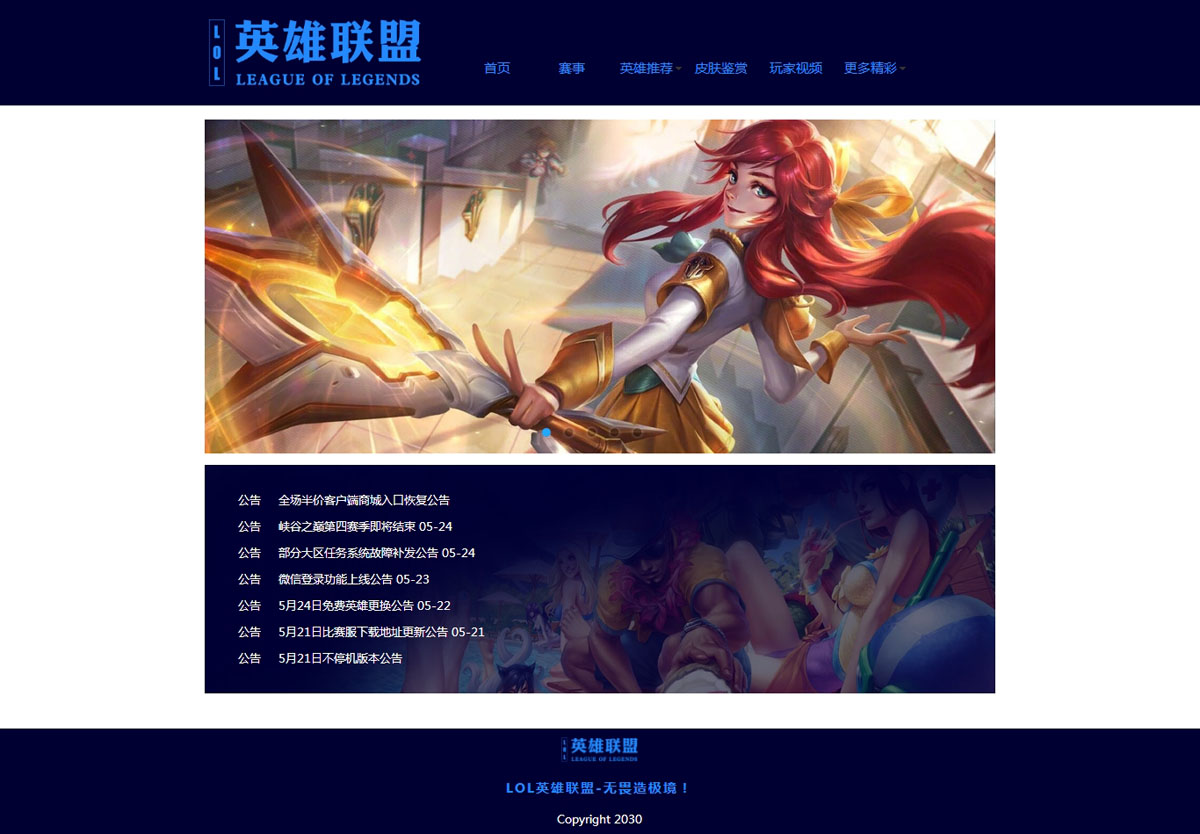 LOL
英雄联盟
LEAGUE OF LEGENDS
首页 赛事 英雄推荐 皮肤鉴赏 玩家视频 更多精彩
公告 全场半价客户端商城入口恢复公告
公告 峡谷之巅第四赛季即将结束 05-24
公告 部分大区任务系统故障补发公告 05-24
公告 微信登录功能上线公告 05-23
公告 5月24日免费英雄更换公告 05-22
公告 5月21日比赛服下载地址更新公告 05-21
公告 5月21日不停机版本公告
LOL
英雄联盟
LEAGUE OF LEGENDS
LOL英雄联盟-无畏造极境！
Copyright 2030